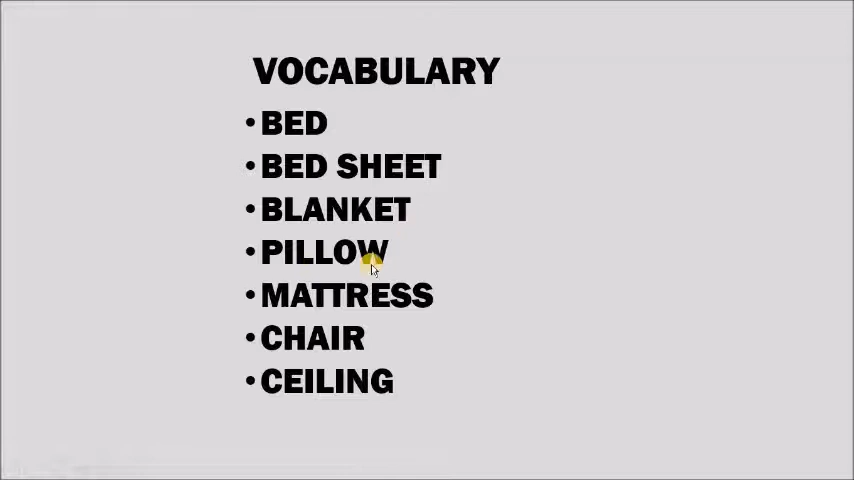 VOCABULARY
•BED
•BED SHEET
•BLANKET
•PILLOW
•MATTRESS
•CHAIR
•CEILING